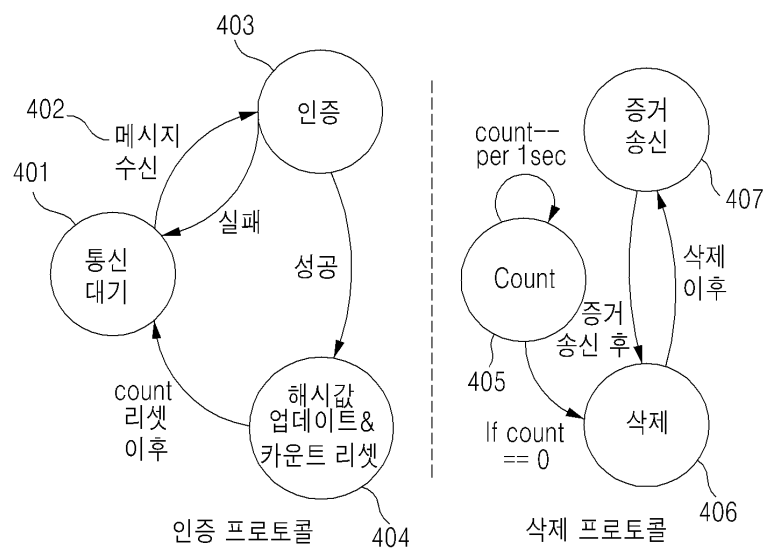 403
인증
402
메시지
수신
401
실패
통신
대기
성공
count
리셋
이후
해시값
업데이트&
카운트 리셋
404
인증 프로토콜
count--
per 1sec
증거
송신
407
Count
삭제
이후
증거
송신 후
405
삭제
If count
== 0
406
삭제 프로토콜